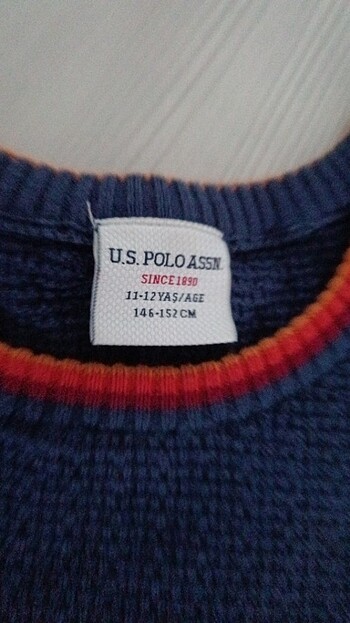 U.S. POLO ASSN.
SINCE 1890
11-12 YAŞ/AGE
146-152 CM